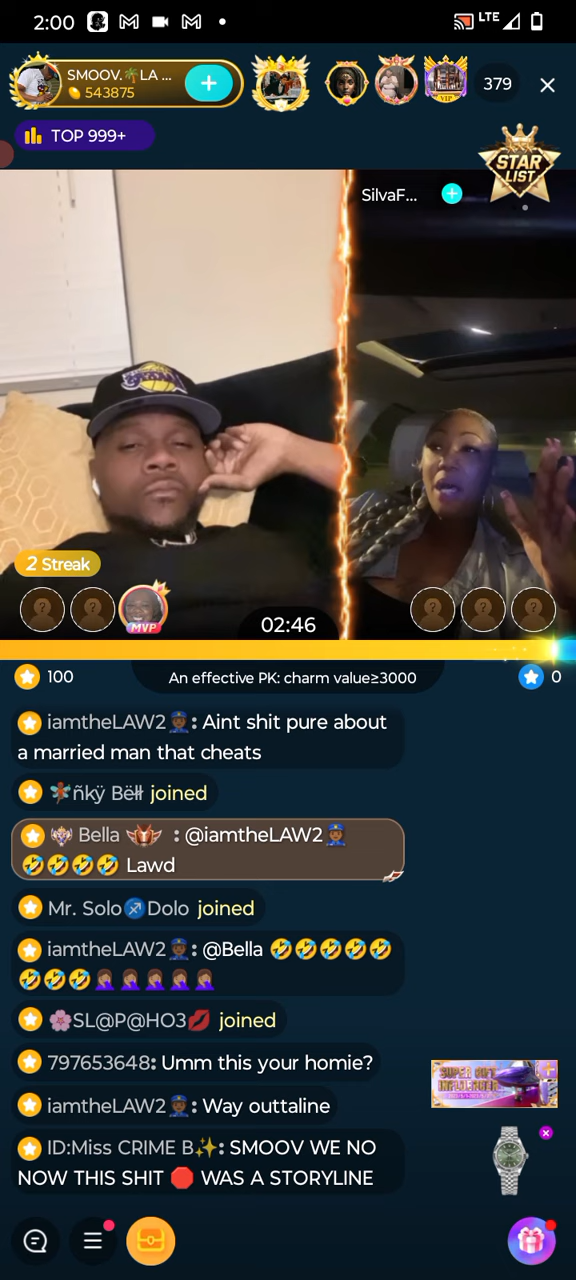 2:00
LTE
SMOOV.🌴LA ...
543875
VIP
379
TOP 999+
STAR
LIST
SilvaF...
2 Streak
MVP
02:46
100
An effective PK: charm value≥3000
0
iamtheLAW2👮🏾‍♂️: Aint shit pure about
a married man that cheats
🧚🏾ñkÿ Bëłł joined
Bella : @iamtheLAW2👮🏾‍♂️
🤣🤣🤣🤣 Lawd
Mr. Solo♐Dolo joined
iamtheLAW2👮🏾‍♂️: @Bella 🤣🤣🤣🤣🤣
🤣🤣🤣🤦🏽‍♀️🤦🏽‍♀️🤦🏽‍♀️🤦🏽‍♀️🤦🏽‍♀️
🌸SL@P@HO3💋 joined
797653648: Umm this your homie?
iamtheLAW2👮🏾‍♂️: Way outtaline
ID:Miss CRIME B✨: SMOOV WE NO
NOW THIS SHIT 🛑 WAS A STORYLINE
SUPER GIFT